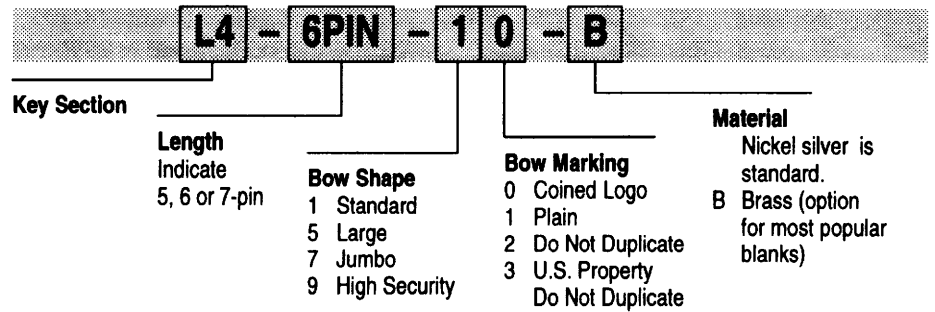 L4 - 6PIN - 1 0 - B
Key Section
Length
Indicate
5, 6 or 7-pin
Bow Shape
1 Standard
5 Large
7 Jumbo
9 High Security
Bow Marking
0 Coined Logo
1 Plain
2 Do Not Duplicate
3 U.S. Property
Do Not Duplicate
Material
Nickel silver is
standard.
B Brass (option
for most popular
blanks)